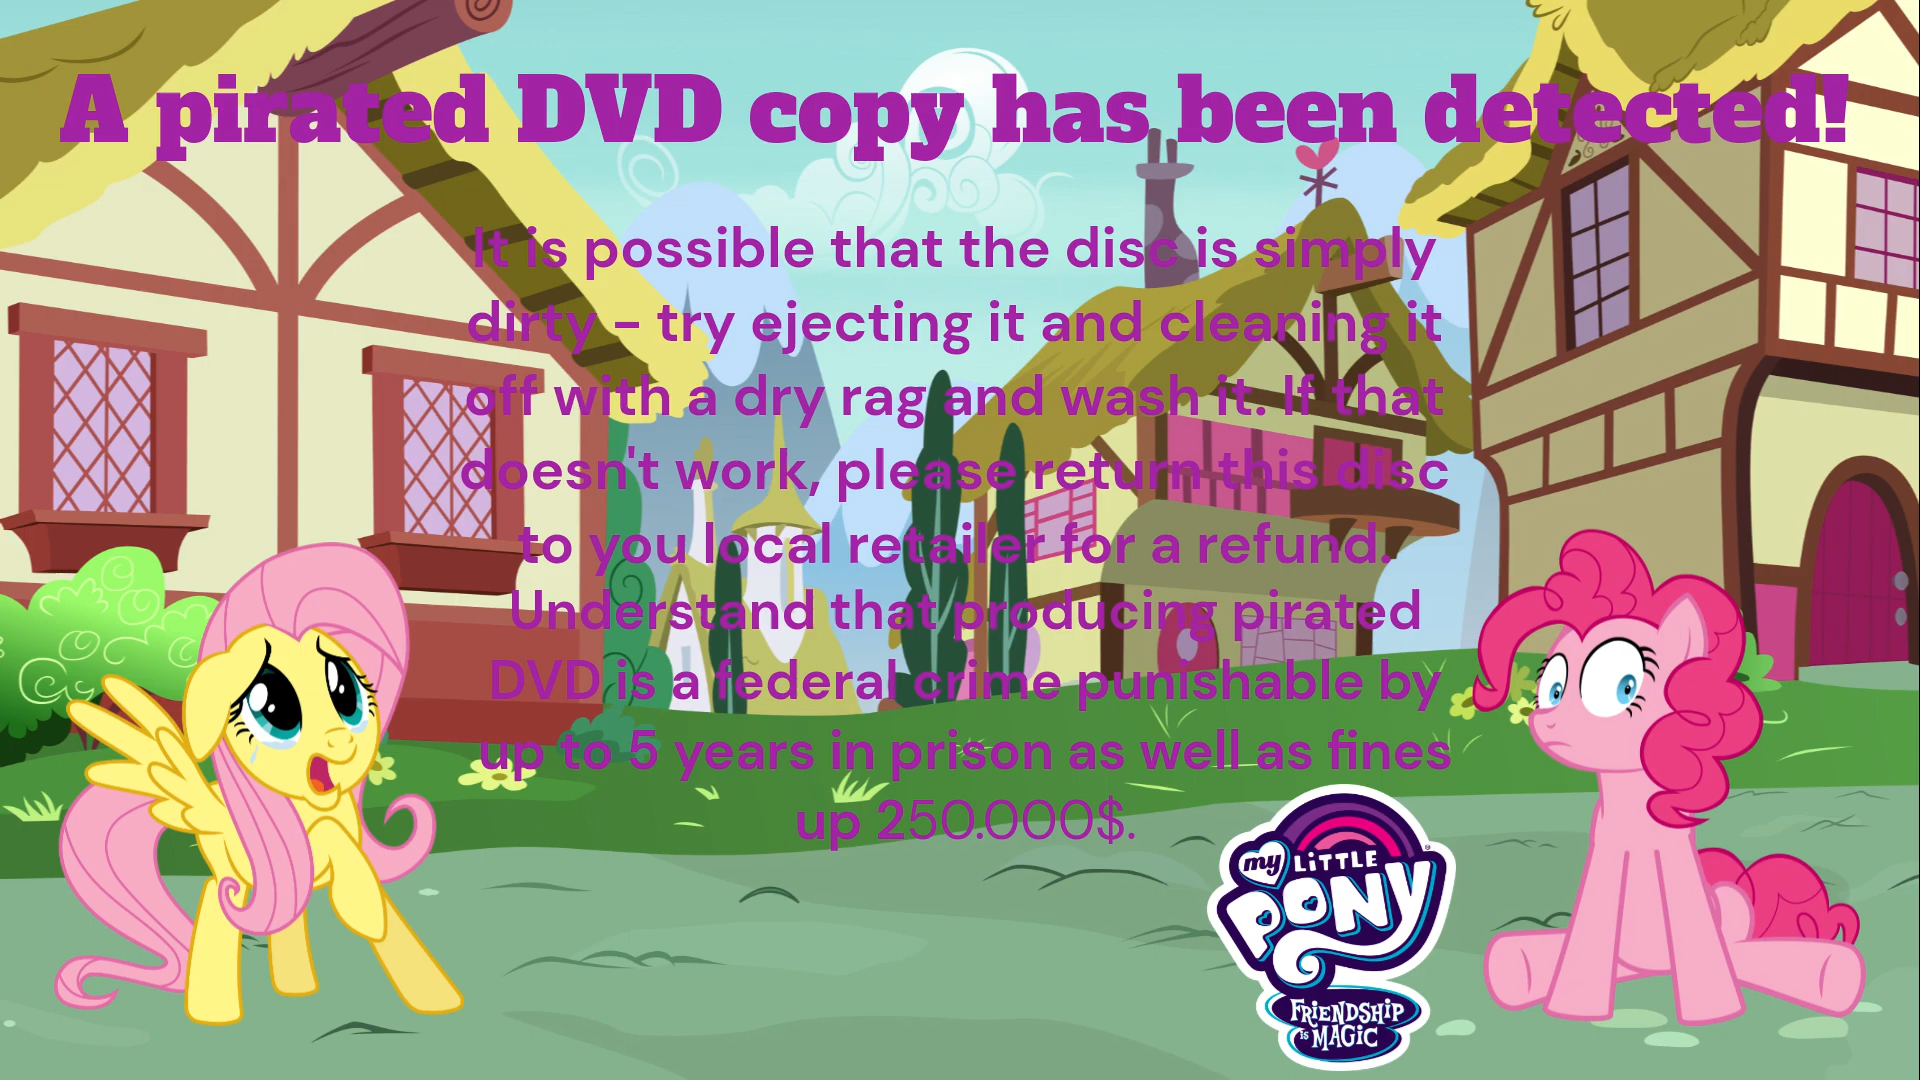 A pirated DVD copy has been detected!
It is possible that the disc is simply
dirty - try ejecting it and cleaning it
off with a dry rag and wash it. If that
doesn't work, please return this disc
to you local retailer for a refund.
Understand that producing pirated
DVD is a federal crime punishable by
up to 5 years in prison as well as fines
up 250.000$.
my LiTTLE
PONY
FRiENDSHiP
is MAGiC